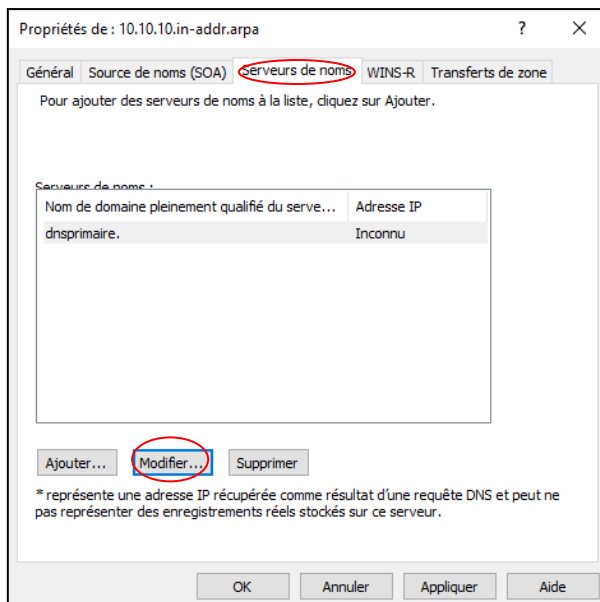 Propriétés de : 10.10.10.in-addr.arpa ?
Général Source de noms (SOA) Serveurs de noms WINS-R Transferts de zone
Pour ajouter des serveurs de noms à la liste, cliquez sur Ajouter.
Serveurs de noms :
Nom de domaine pleinement qualifié du serve... Adresse IP
dnsprimaire. Inconnu
Ajouter... Modifier... Supprimer
* représente une adresse IP récupérée comme résultat d'une requête DNS et peut ne
pas représenter des enregistrements réels stockés sur ce serveur.
OK Annuler Appliquer Aide